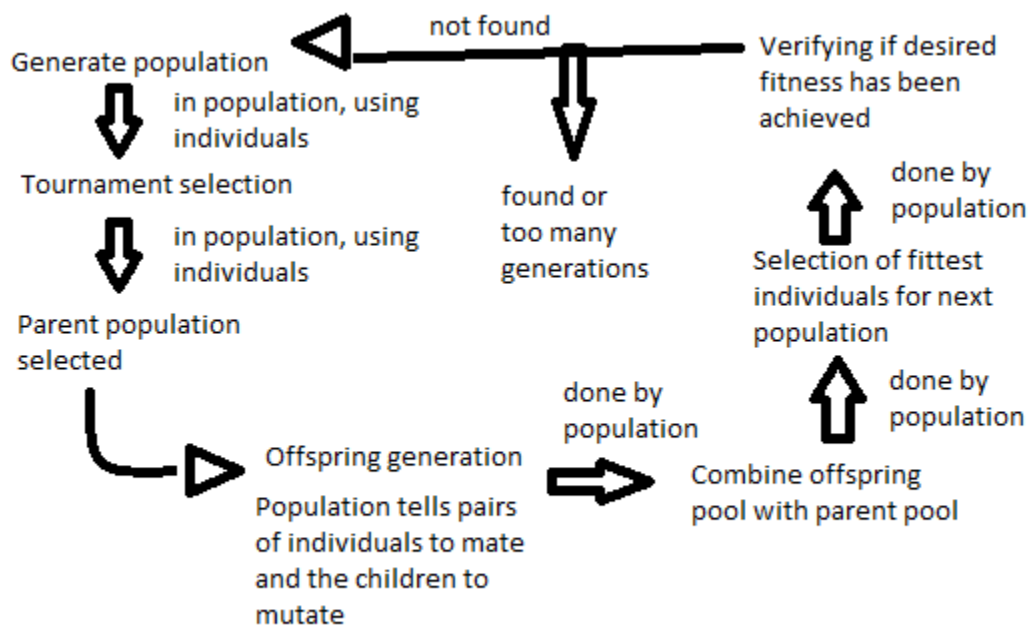 not found
Generate population
Verifying if desired
fitness has been
achieved
in population, using
individuals
Tournament selection
found or
too many
generations
done by
population
in population, using
individuals
Selection of fittest
individuals for next
population
Parent population
selected
done by
population
done by
population
Offspring generation
Population tells pairs
of individuals to mate
and the children to
mutate
Combine offspring
pool with parent pool